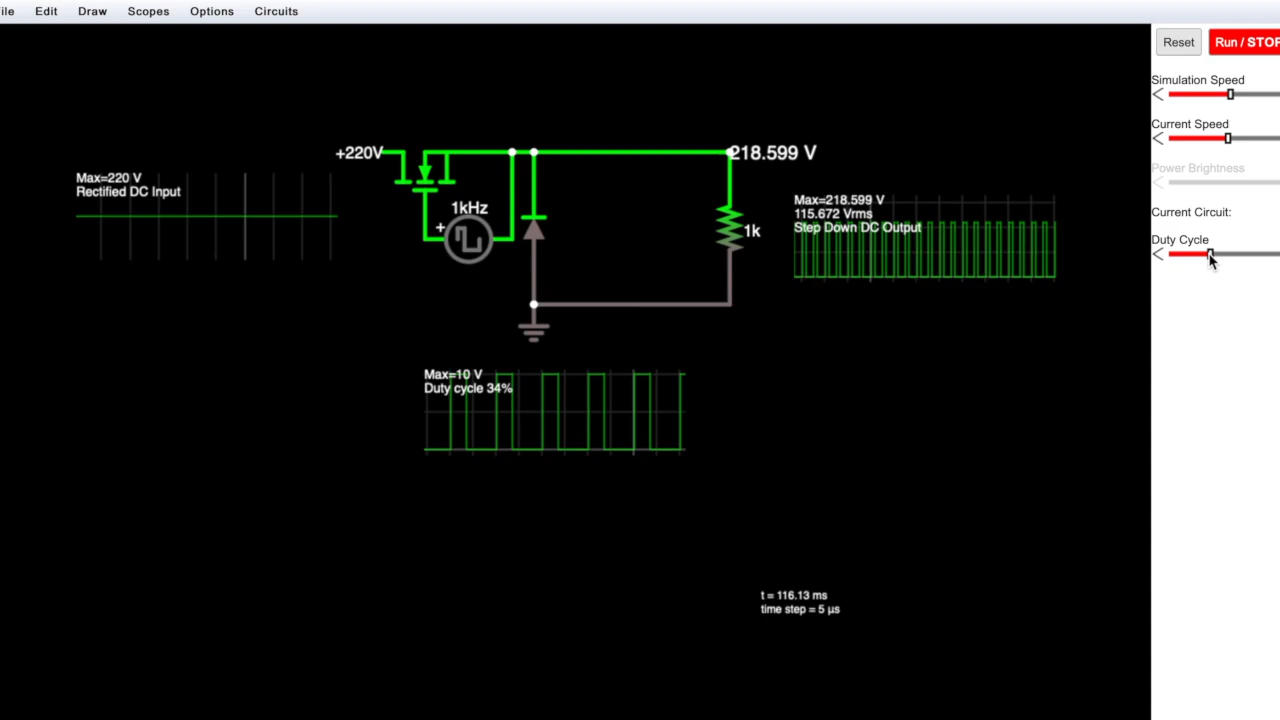 ile Edit Draw Scopes Options Circuits
Reset Run / STOP
Simulation Speed
Current Speed
Power Brightness
Current Circuit:
Duty Cycle
+220V
218.599 V
Max=220 V
Rectified DC Input
1kHz
+
1k
Max=218.599 V
115.672 Vrms
Step Down DC Output
Max=10 V
Duty cycle 34%
t = 116.13 ms
time step = 5 µs